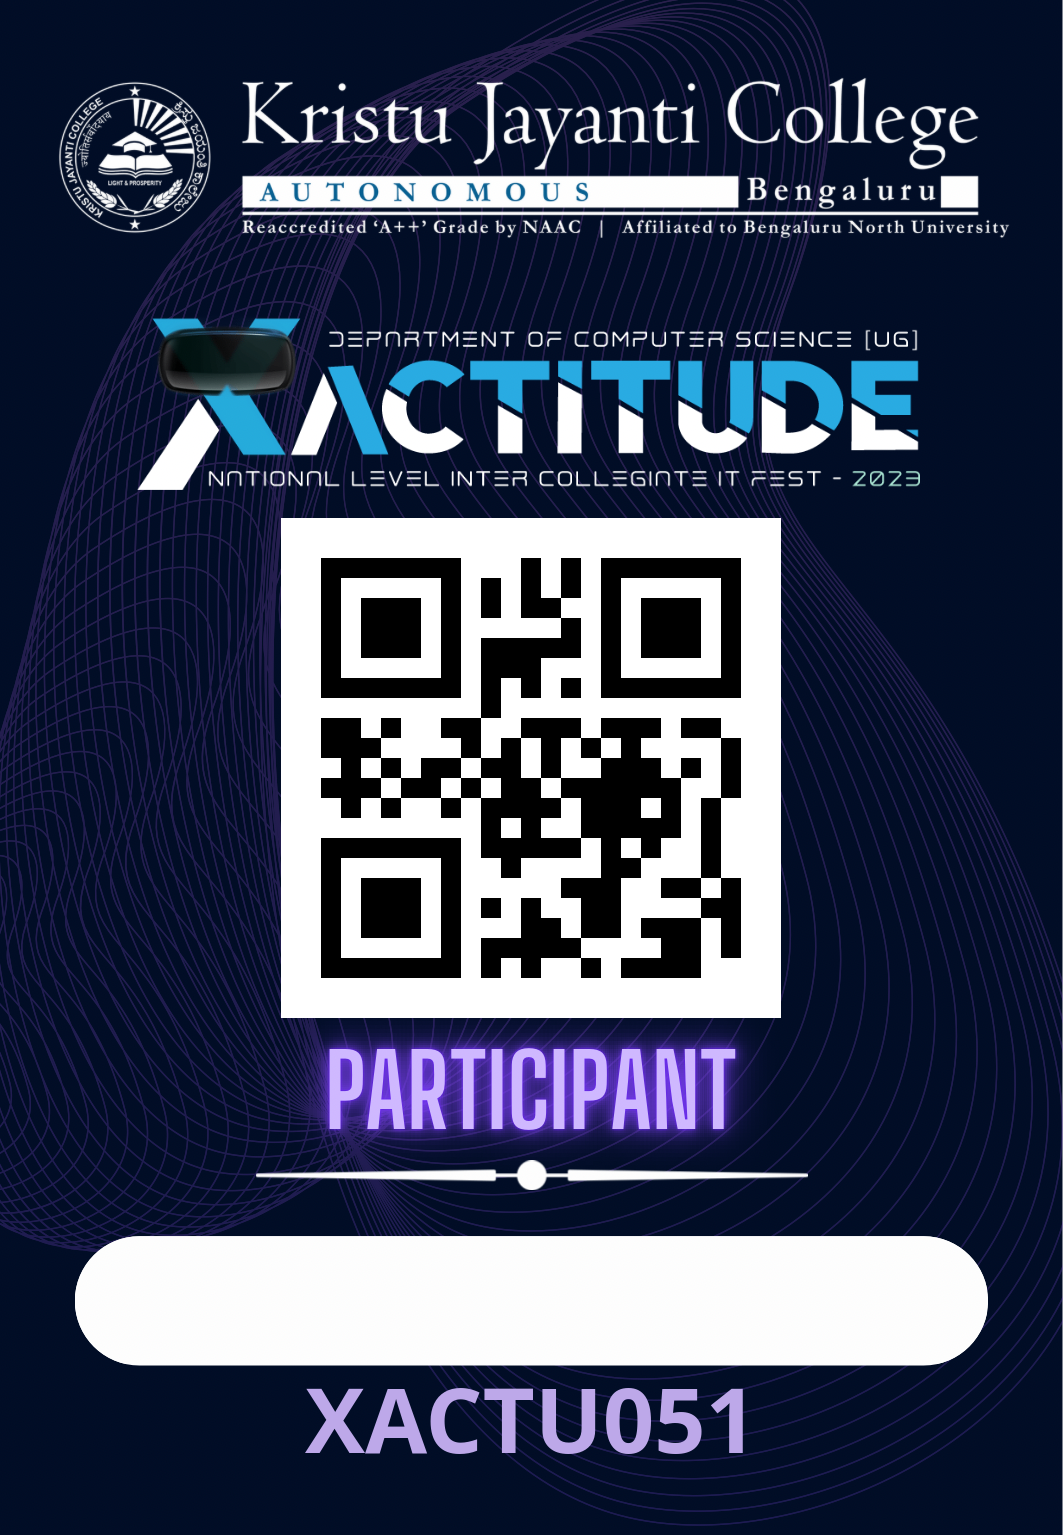 Kristu Jayanti College
AUTONOMOUS Bengaluru
Reaccredited ‘A++’ Grade by NAAC | Affiliated to Bengaluru North University
KRISTU JAYANTI COLLEGE
LIGHT & PROSPERITY
DEPARTMENT OF COMPUTER SCIENCE [UG]
XACTITUDE
NATIONAL LEVEL INTER COLLEGIATE IT FEST - 2023
PARTICIPANT
XACTU051